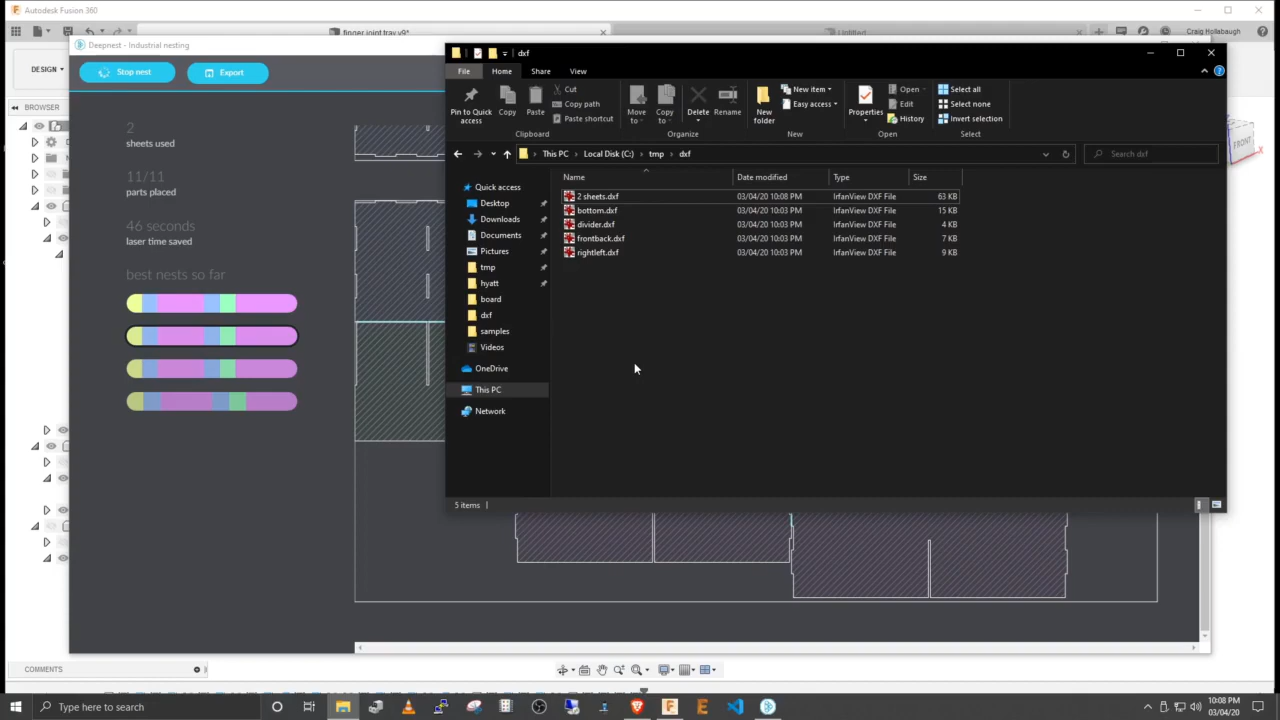 Autodesk Fusion 360
finger joint tray v9*
Untitled
Craig Hollabaugh
DESIGN
BROWSER
Deepnest - Industrial nesting
Stop nest
Export
2
sheets used
11/11
parts placed
46 seconds
laser time saved
best nests so far
dxf
File
Home
Share
View
Pin to Quick access
Copy
Paste
Cut
Copy path
Paste shortcut
Clipboard
Move to
Copy to
Delete
Rename
Organize
New folder
New item
Easy access
New
Properties
Open
Edit
History
Open
Select all
Select none
Invert selection
Select
This PC
Local Disk (C:)
tmp
dxf
Search dxf
Name
Date modified
Type
Size
2 sheets.dxf 03/04/20 10:08 PM IrfanView DXF File 63 KB
bottom.dxf 03/04/20 10:03 PM IrfanView DXF File 15 KB
divider.dxf 03/04/20 10:03 PM IrfanView DXF File 4 KB
frontback.dxf 03/04/20 10:03 PM IrfanView DXF File 7 KB
rightleft.dxf 03/04/20 10:03 PM IrfanView DXF File 9 KB
Quick access
Desktop
Downloads
Documents
Pictures
tmp
hyatt
board
dxf
samples
Videos
OneDrive
This PC
Network
5 items
FRONT
X
COMMENTS
Type here to search
10:08 PM
03/04/20